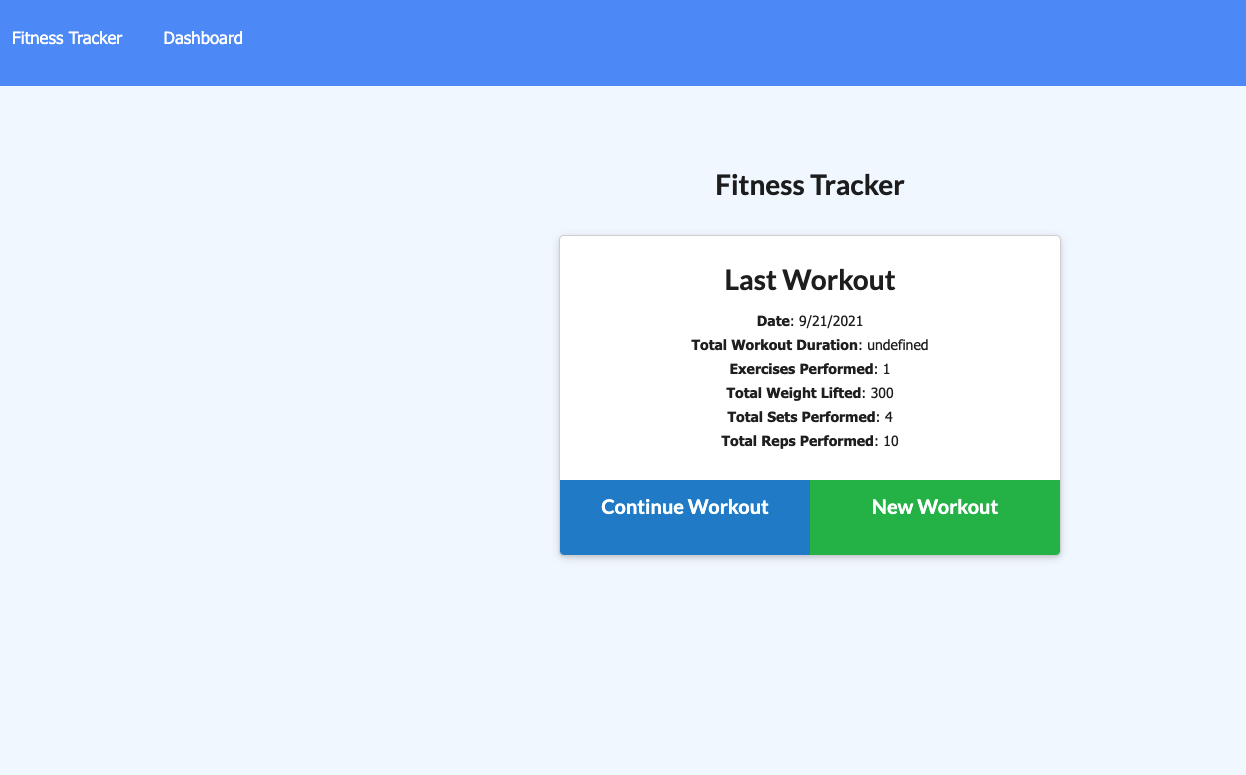 Fitness Tracker Dashboard
Fitness Tracker
Last Workout
Date: 9/21/2021
Total Workout Duration: undefined
Exercises Performed: 1
Total Weight Lifted: 300
Total Sets Performed: 4
Total Reps Performed: 10
Continue Workout New Workout